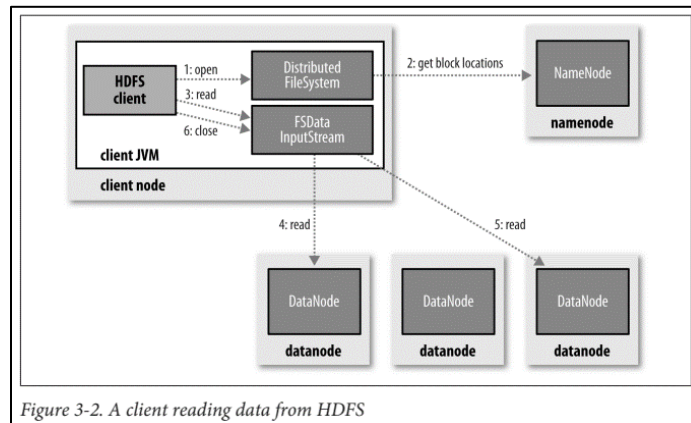 HDFS
client
1: open
3: read
6: close
Distributed
FileSystem
FSData
InputStream
client JVM
client node
2: get block locations
NameNode
namenode
4: read
5: read
DataNode
datanode
DataNode
datanode
DataNode
datanode
Figure 3-2. A client reading data from HDFS